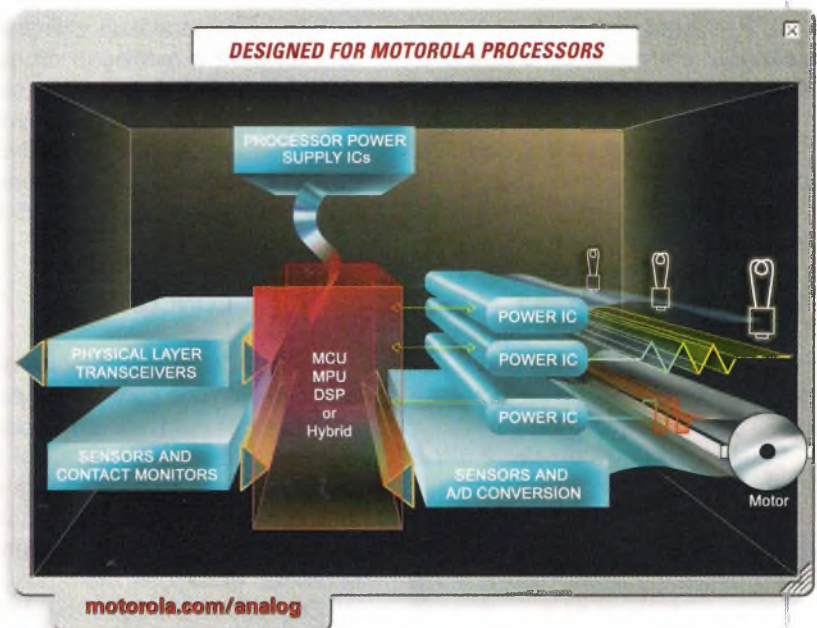 DESIGNED FOR MOTOROLA PROCESSORS
PROCESSOR POWER
SUPPLY ICs
PHYSICAL LAYER
TRANSCEIVERS
SENSORS AND
CONTACT MONITORS
MCU
MPU
DSP
or
Hybrid
POWER IC
POWER IC
POWER IC
SENSORS AND
A/D CONVERSION
Motor
motorola.com/analog